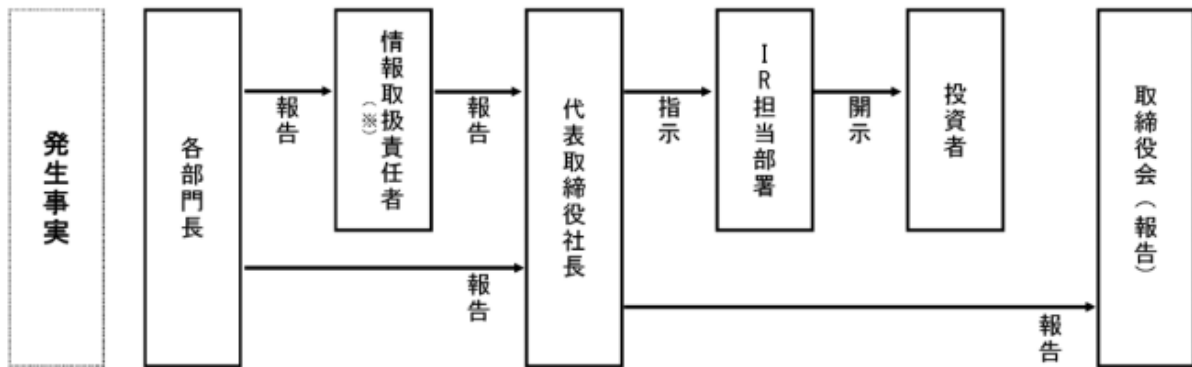 発生事実
各部門長
報告
情報取扱責任者
（※）
報告
報告
代表取締役社長
指示
IR担当部署
開示
投資者
報告
取締役会（報告）